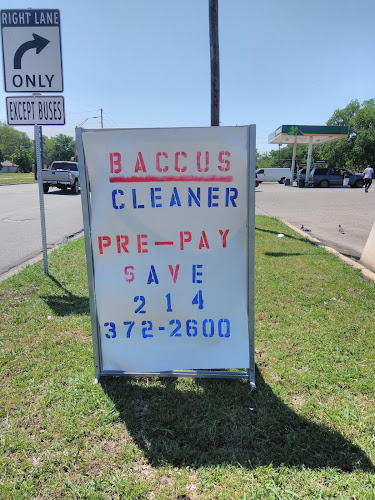 RIGHT LANE
ONLY
EXCEPT BUSES
BACCUS
CLEANER
PRE-PAY
SAVE
214
372-2600